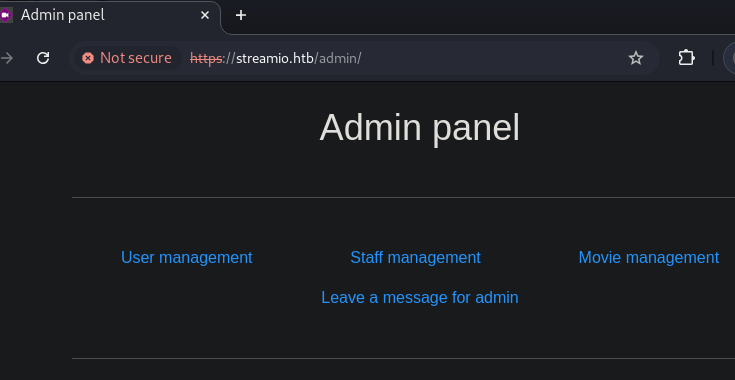 Admin panel
Not secure https://streamio.htb/admin/
Admin panel
User management Staff management Movie management
Leave a message for admin